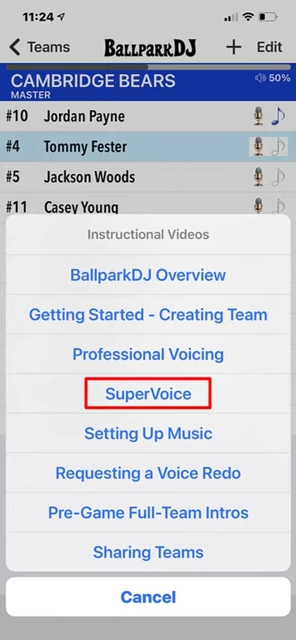 11:24
Teams
BALLPARKDJ
+ Edit
CAMBRIDGE BEARS
50%
MASTER
#10 Jordan Payne
#4 Tommy Fester
#5 Jackson Woods
#11 Casey Young
Instructional Videos
BallparkDJ Overview
Getting Started - Creating Team
Professional Voicing
SuperVoice
Setting Up Music
Requesting a Voice Redo
Pre-Game Full-Team Intros
Sharing Teams
Cancel